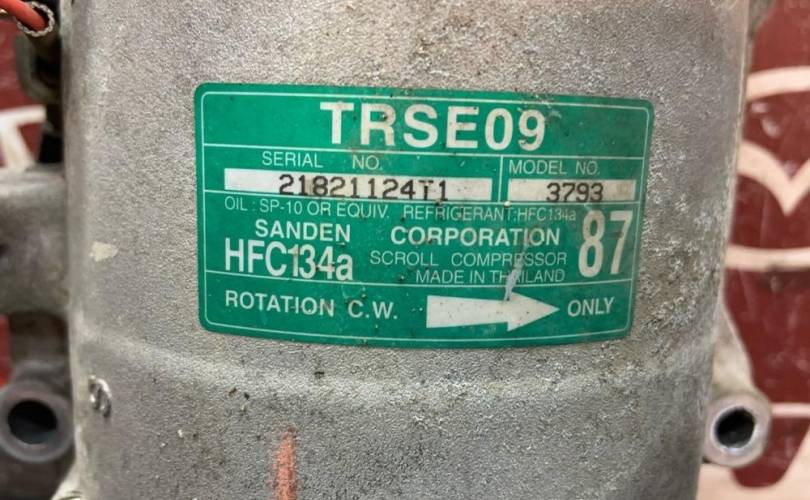 TRSE09
SERIAL NO. MODEL NO.
21821124T1 3793
OIL : SP-10 OR EQUIV. REFRIGERANT:HFC134a
SANDEN CORPORATION 87
HFC134a SCROLL COMPRESSOR
MADE IN THAILAND
ROTATION C.W. ONLY